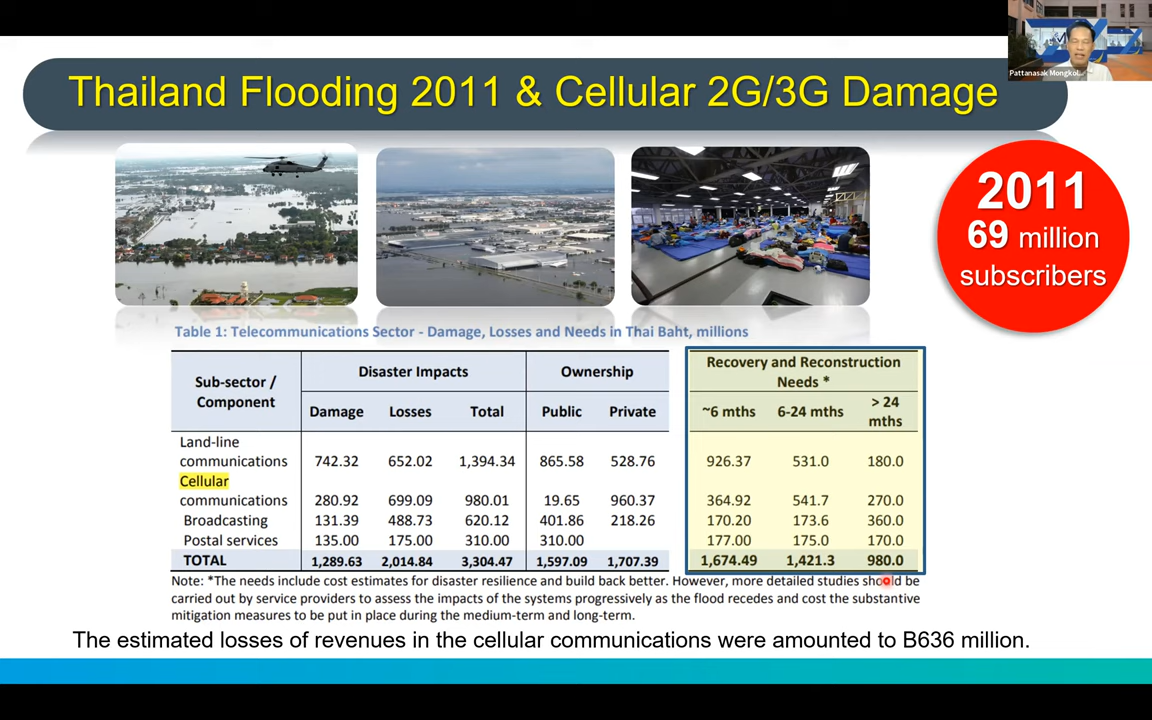 Pattanasak Mongkol
Thailand Flooding 2011 & Cellular 2G/3G Damage
2011
69 million
subscribers
Table 1: Telecommunications Sector - Damage, Losses and Needs in Thai Baht, millions
Sub-sector / Component Disaster Impacts Ownership Recovery and Reconstruction Needs *
Damage Losses Total Public Private ~6 mths 6-24 mths > 24 mths
Land-line communications 742.32 652.02 1,394.34 865.58 528.76 926.37 531.0 180.0
Cellular communications 280.92 699.09 980.01 19.65 960.37 364.92 541.7 270.0
Broadcasting 131.39 488.73 620.12 401.86 218.26 170.20 173.6 360.0
Postal services 135.00 175.00 310.00 310.00 177.00 175.0 170.0
TOTAL 1,289.63 2,014.84 3,304.47 1,597.09 1,707.39 1,674.49 1,421.3 980.0
Note: *The needs include cost estimates for disaster resilience and build back better. However, more detailed studies should be
carried out by service providers to assess the impacts of the systems progressively as the flood recedes and cost the substantive
mitigation measures to be put in place during the medium-term and long-term.
The estimated losses of revenues in the cellular communications were amounted to B636 million.